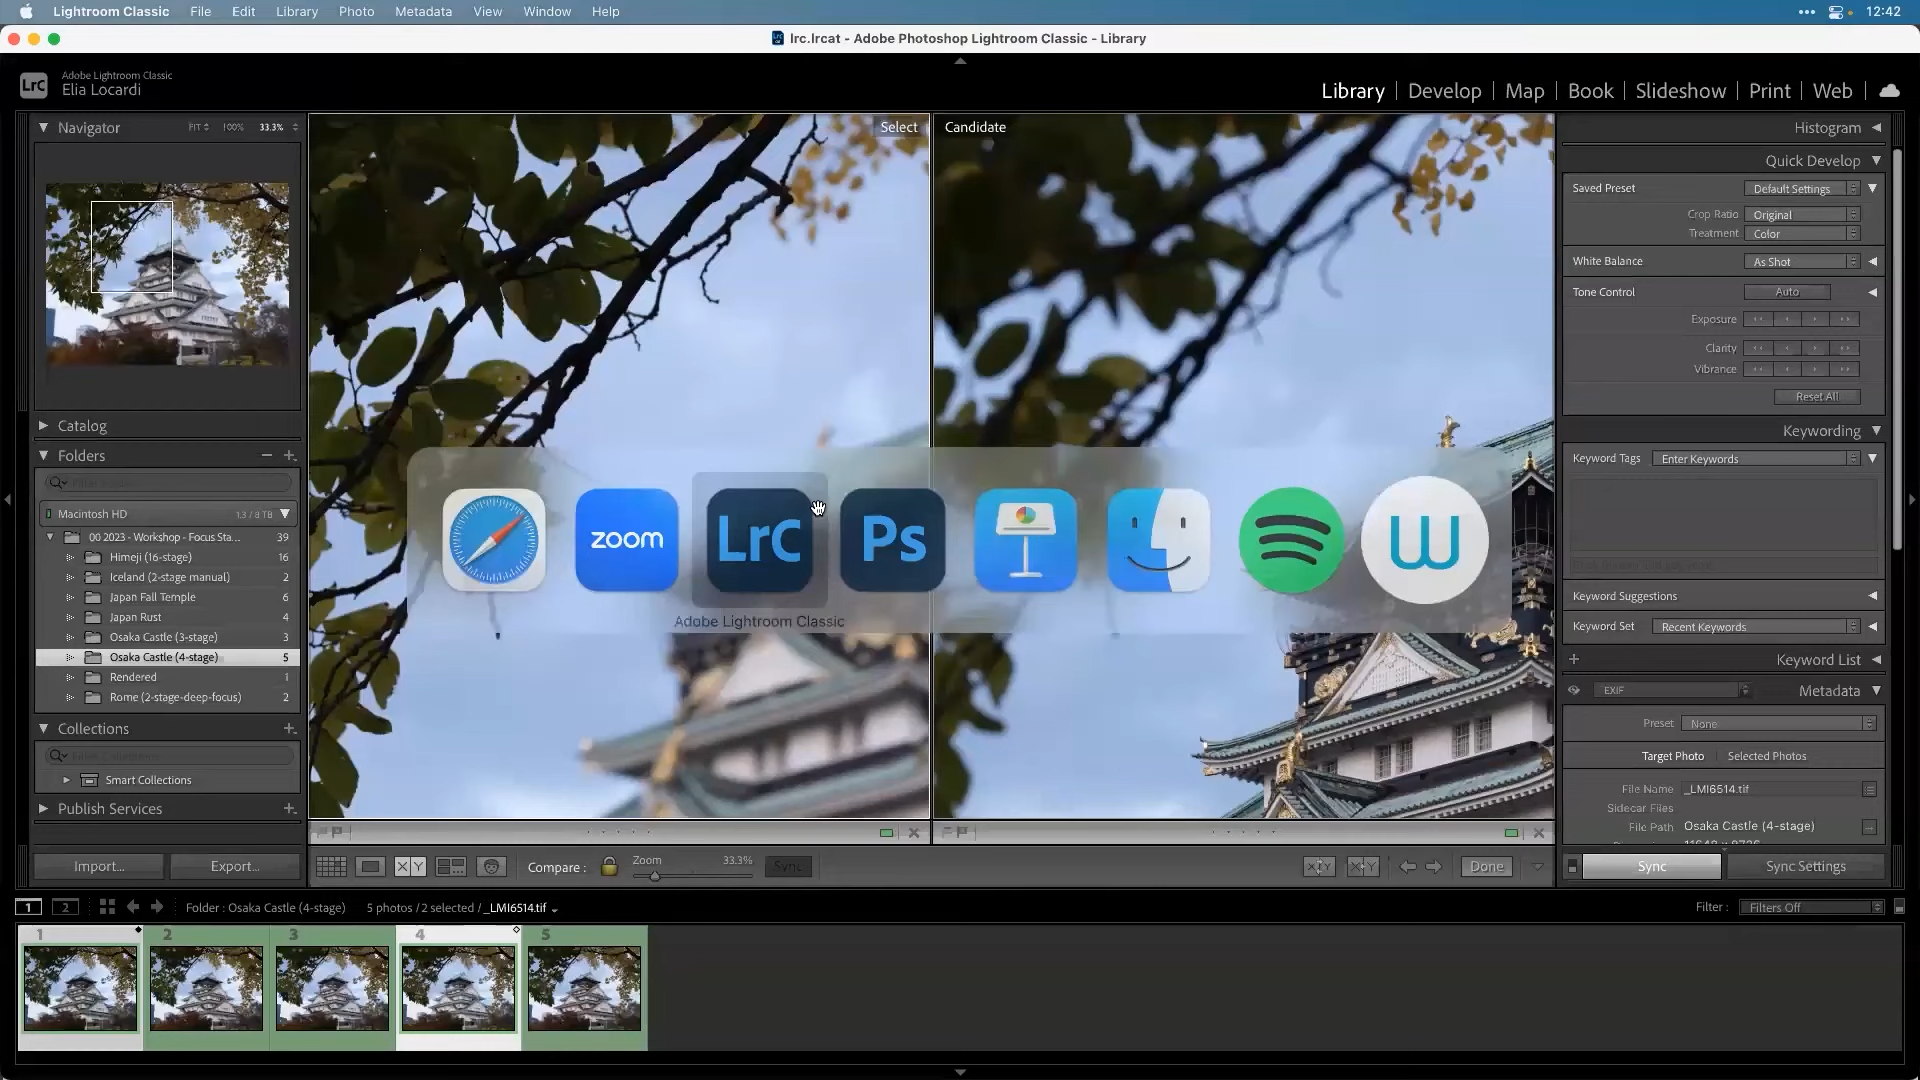 Lightroom Classic File Edit Library Photo Metadata View Window Help 12:42
lrc.lrcat - Adobe Photoshop Lightroom Classic - Library
LrC
Adobe Lightroom Classic
Elia Locardi
Library Develop Map Book Slideshow Print Web
Navigator FIT 100% 33.3%
Catalog
Folders
Macintosh HD 1.3 / 8 TB
00 2023 - Workshop - Focus Sta... 39
Himeji (16-stage) 16
Iceland (2-stage manual) 2
Japan Fall Temple 6
Japan Rust 4
Osaka Castle (3-stage) 3
Osaka Castle (4-stage) 5
Rendered 1
Rome (2-stage-deep-focus) 2
Collections
Smart Collections
Publish Services
Import... Export...
Select
Candidate
zoom
LrC
Ps
W
Adobe Lightroom Classic
XY Compare : Zoom 33.3% Sync
Done
Histogram
Quick Develop
Saved Preset Default Settings
Crop Ratio Original
Treatment Color
White Balance As Shot
Tone Control Auto
Exposure
Clarity
Vibrance
Reset All
Keywording
Keyword Tags Enter Keywords
Keyword Suggestions
Keyword Set Recent Keywords
Keyword List
EXIF Metadata
Preset None
Target Photo Selected Photos
File Name _LMI6514.tif
Sidecar Files
File Path Osaka Castle (4-stage)
Sync Sync Settings
1 2 Folder : Osaka Castle (4-stage) 5 photos / 2 selected / _LMI6514.tif
Filter : Filters Off
1 2 3 4 5